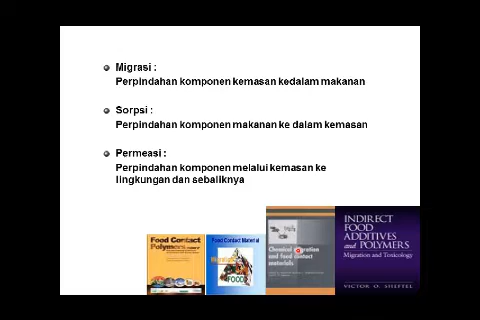 Migrasi :
Perpindahan komponen kemasan kedalam makanan
Sorpsi :
Perpindahan komponen makanan ke dalam kemasan
Permeasi :
Perpindahan komponen melalui kemasan ke
lingkungan dan sebaliknya
Food Contact
Polymers
Food Contact Material
FOOD
Chemical migration
and food contact
materials
INDIRECT
FOOD
ADDITIVES
and POLYMERS
Migration and Toxicology
VICTOR O. SHEFTEL